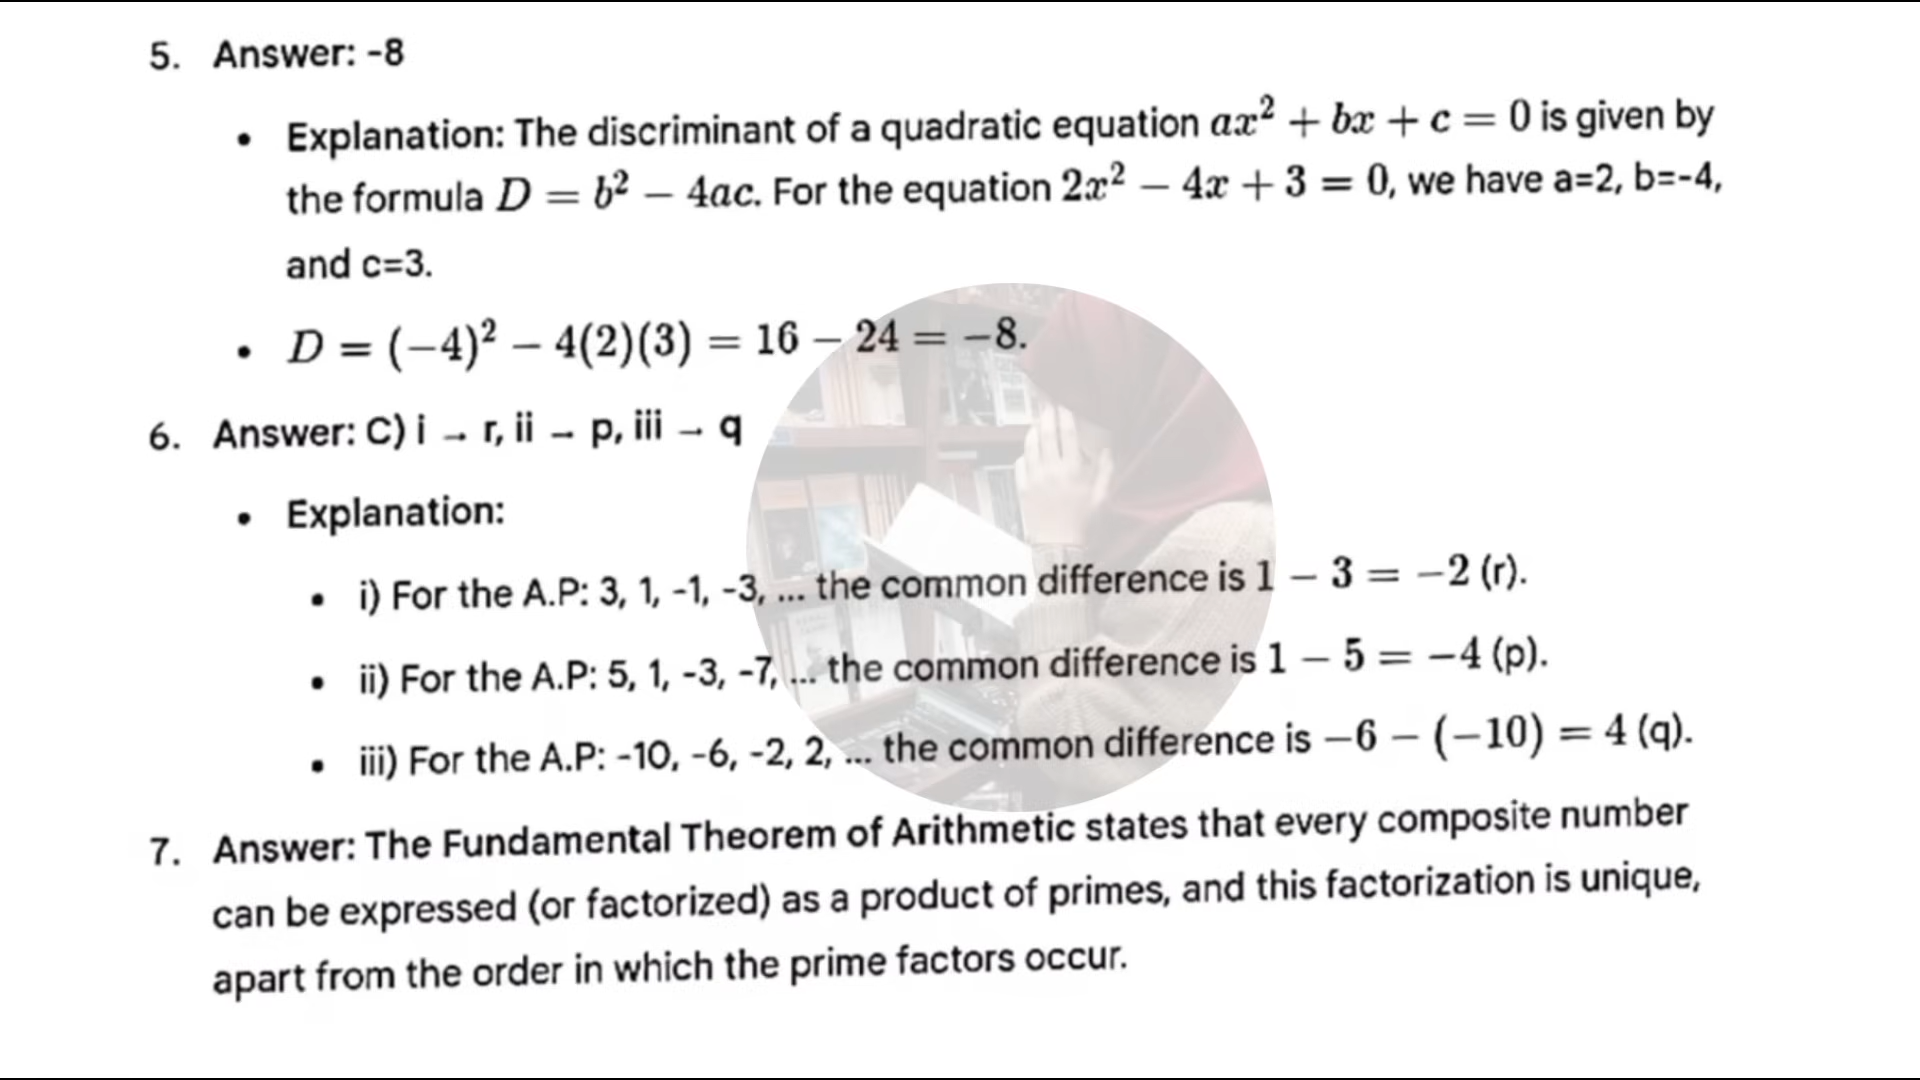 5. Answer: -8
• Explanation: The discriminant of a quadratic equation ax² + bx + c = 0 is given by
the formula D = b² − 4ac. For the equation 2x² − 4x + 3 = 0, we have a=2, b=-4,
and c=3.
• D = (−4)² − 4(2)(3) = 16 − 24 = −8.
6. Answer: C) i → r, ii → p, iii → q
• Explanation:
• i) For the A.P: 3, 1, -1, -3, ... the common difference is 1 − 3 = −2 (r).
• ii) For the A.P: 5, 1, -3, -7, ... the common difference is 1 − 5 = −4 (p).
• iii) For the A.P: -10, -6, -2, 2, ... the common difference is −6 − (−10) = 4 (q).
7. Answer: The Fundamental Theorem of Arithmetic states that every composite number
can be expressed (or factorized) as a product of primes, and this factorization is unique,
apart from the order in which the prime factors occur.